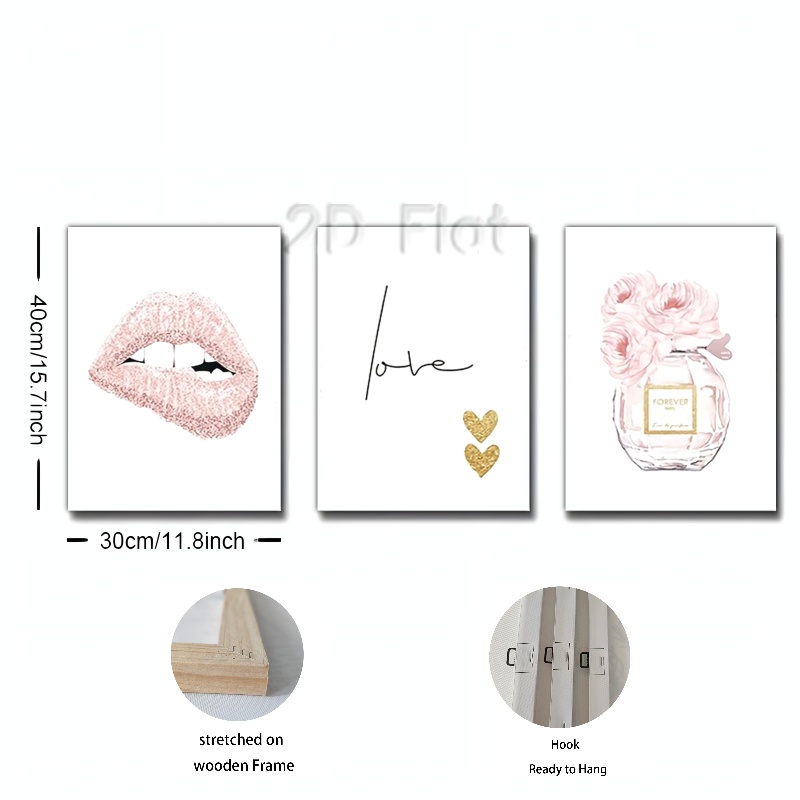 2D Flat
40cm/15.7inch
love
FOREVER
30cm/11.8inch
stretched on
wooden Frame
Hook
Ready to Hang